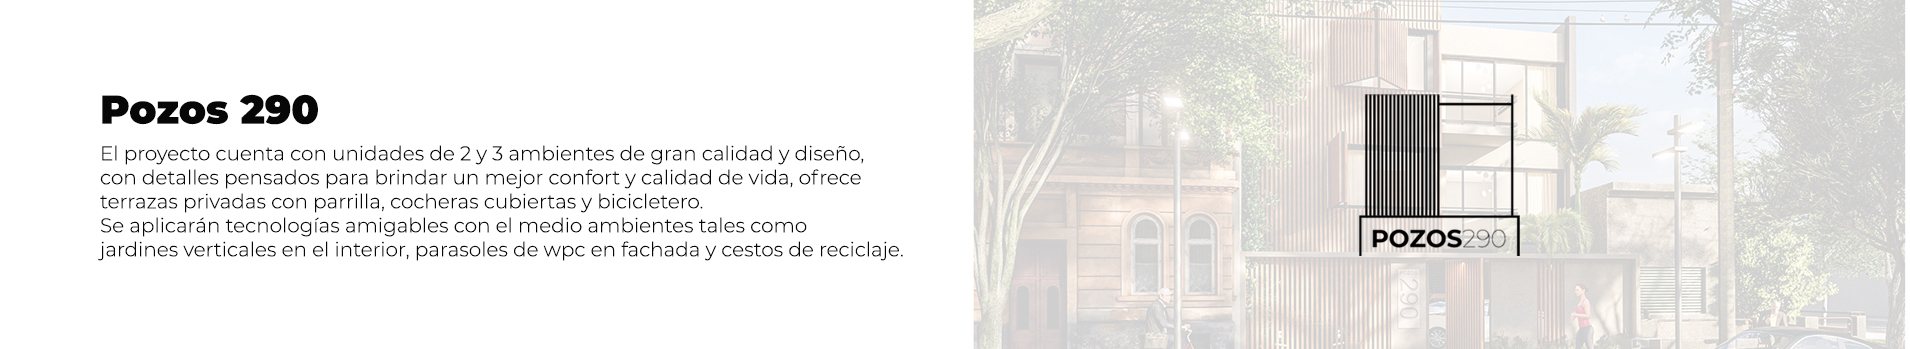 Pozos 290
El proyecto cuenta con unidades de 2 y 3 ambientes de gran calidad y diseño,
con detalles pensados para brindar un mejor confort y calidad de vida, ofrece
terrazas privadas con parrilla, cocheras cubiertas y bicicletero.
Se aplicarán tecnologías amigables con el medio ambientes tales como
jardines verticales en el interior, parasoles de wpc en fachada y cestos de reciclaje.
POZOS290
290